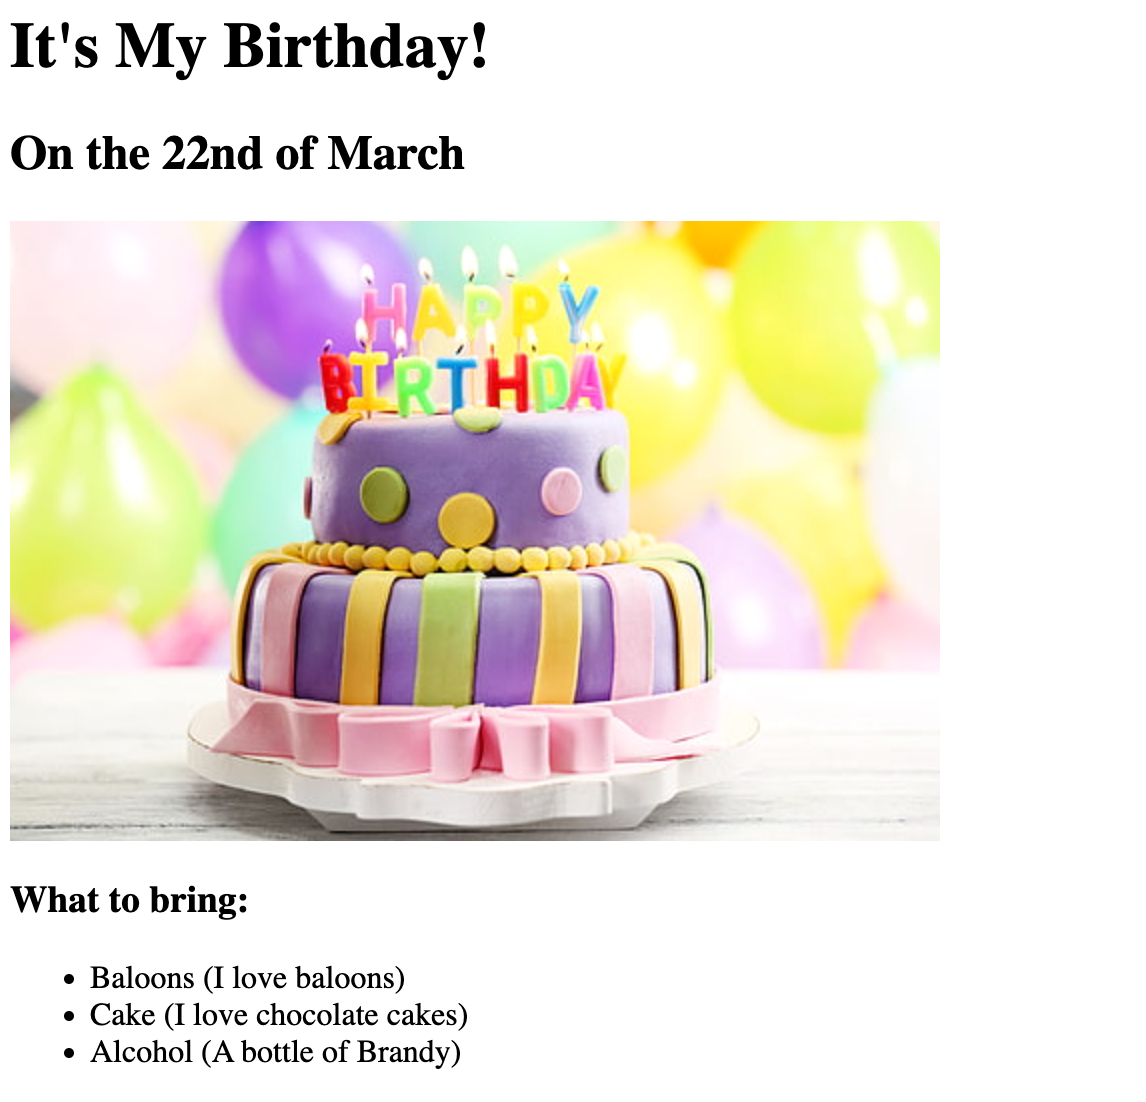 It's My Birthday!
On the 22nd of March
HAPPY
BIRTHDAY
What to bring:
Baloons (I love baloons)
Cake (I love chocolate cakes)
Alcohol (A bottle of Brandy)